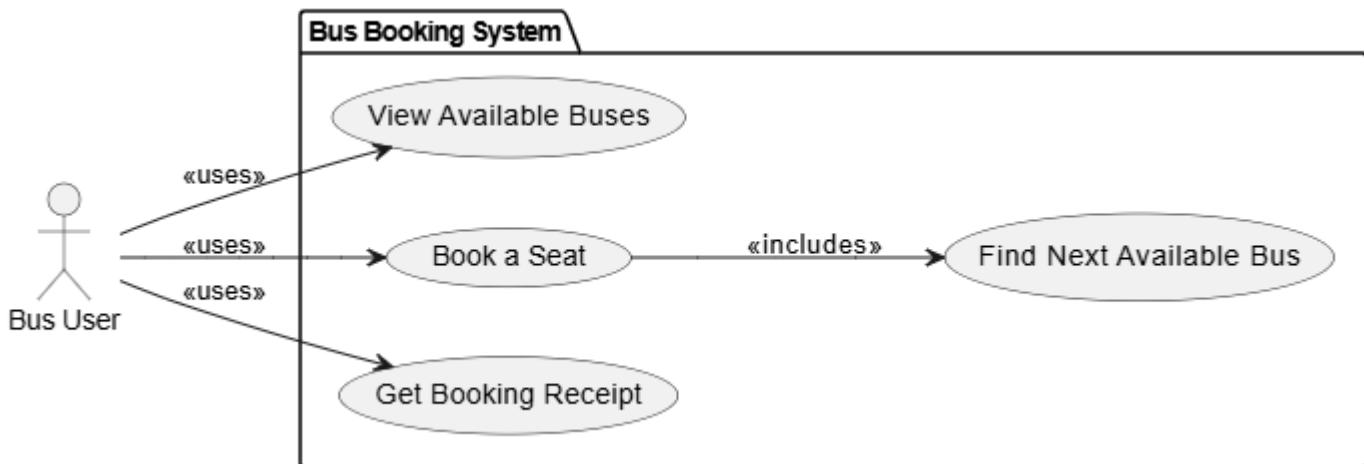 Bus Booking System
View Available Buses
«uses»
«uses»
Book a Seat
«includes»
Find Next Available Bus
«uses»
Bus User
Get Booking Receipt